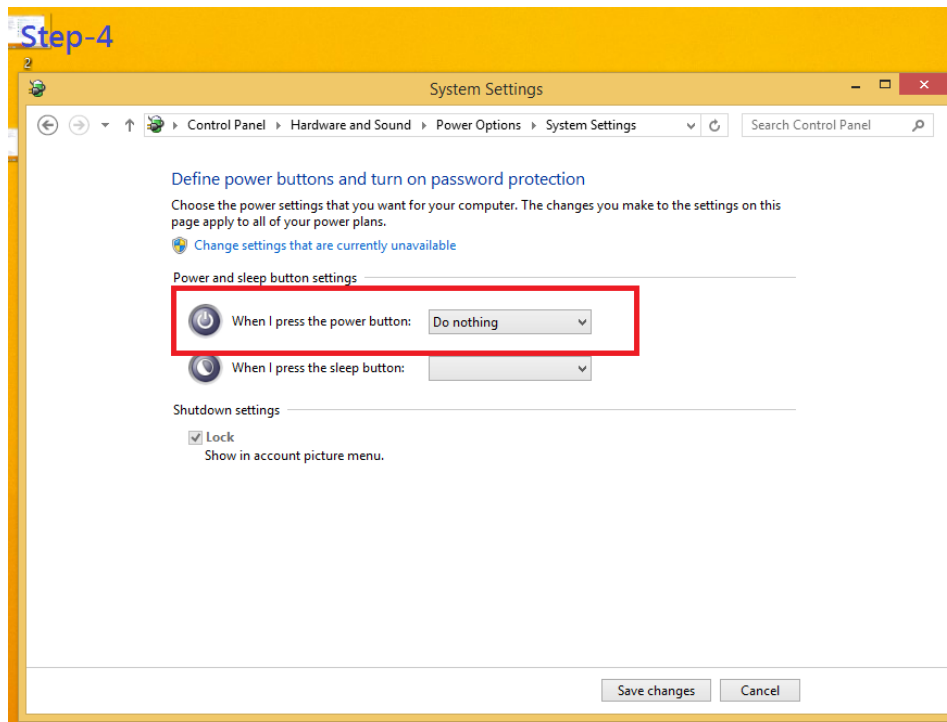 Step-4
2
System Settings
Control Panel Hardware and Sound Power Options System Settings Search Control Panel
Define power buttons and turn on password protection
Choose the power settings that you want for your computer. The changes you make to the settings on this
page apply to all of your power plans.
Change settings that are currently unavailable
Power and sleep button settings
When I press the power button: Do nothing
When I press the sleep button:
Shutdown settings
Lock
Show in account picture menu.
Save changes Cancel